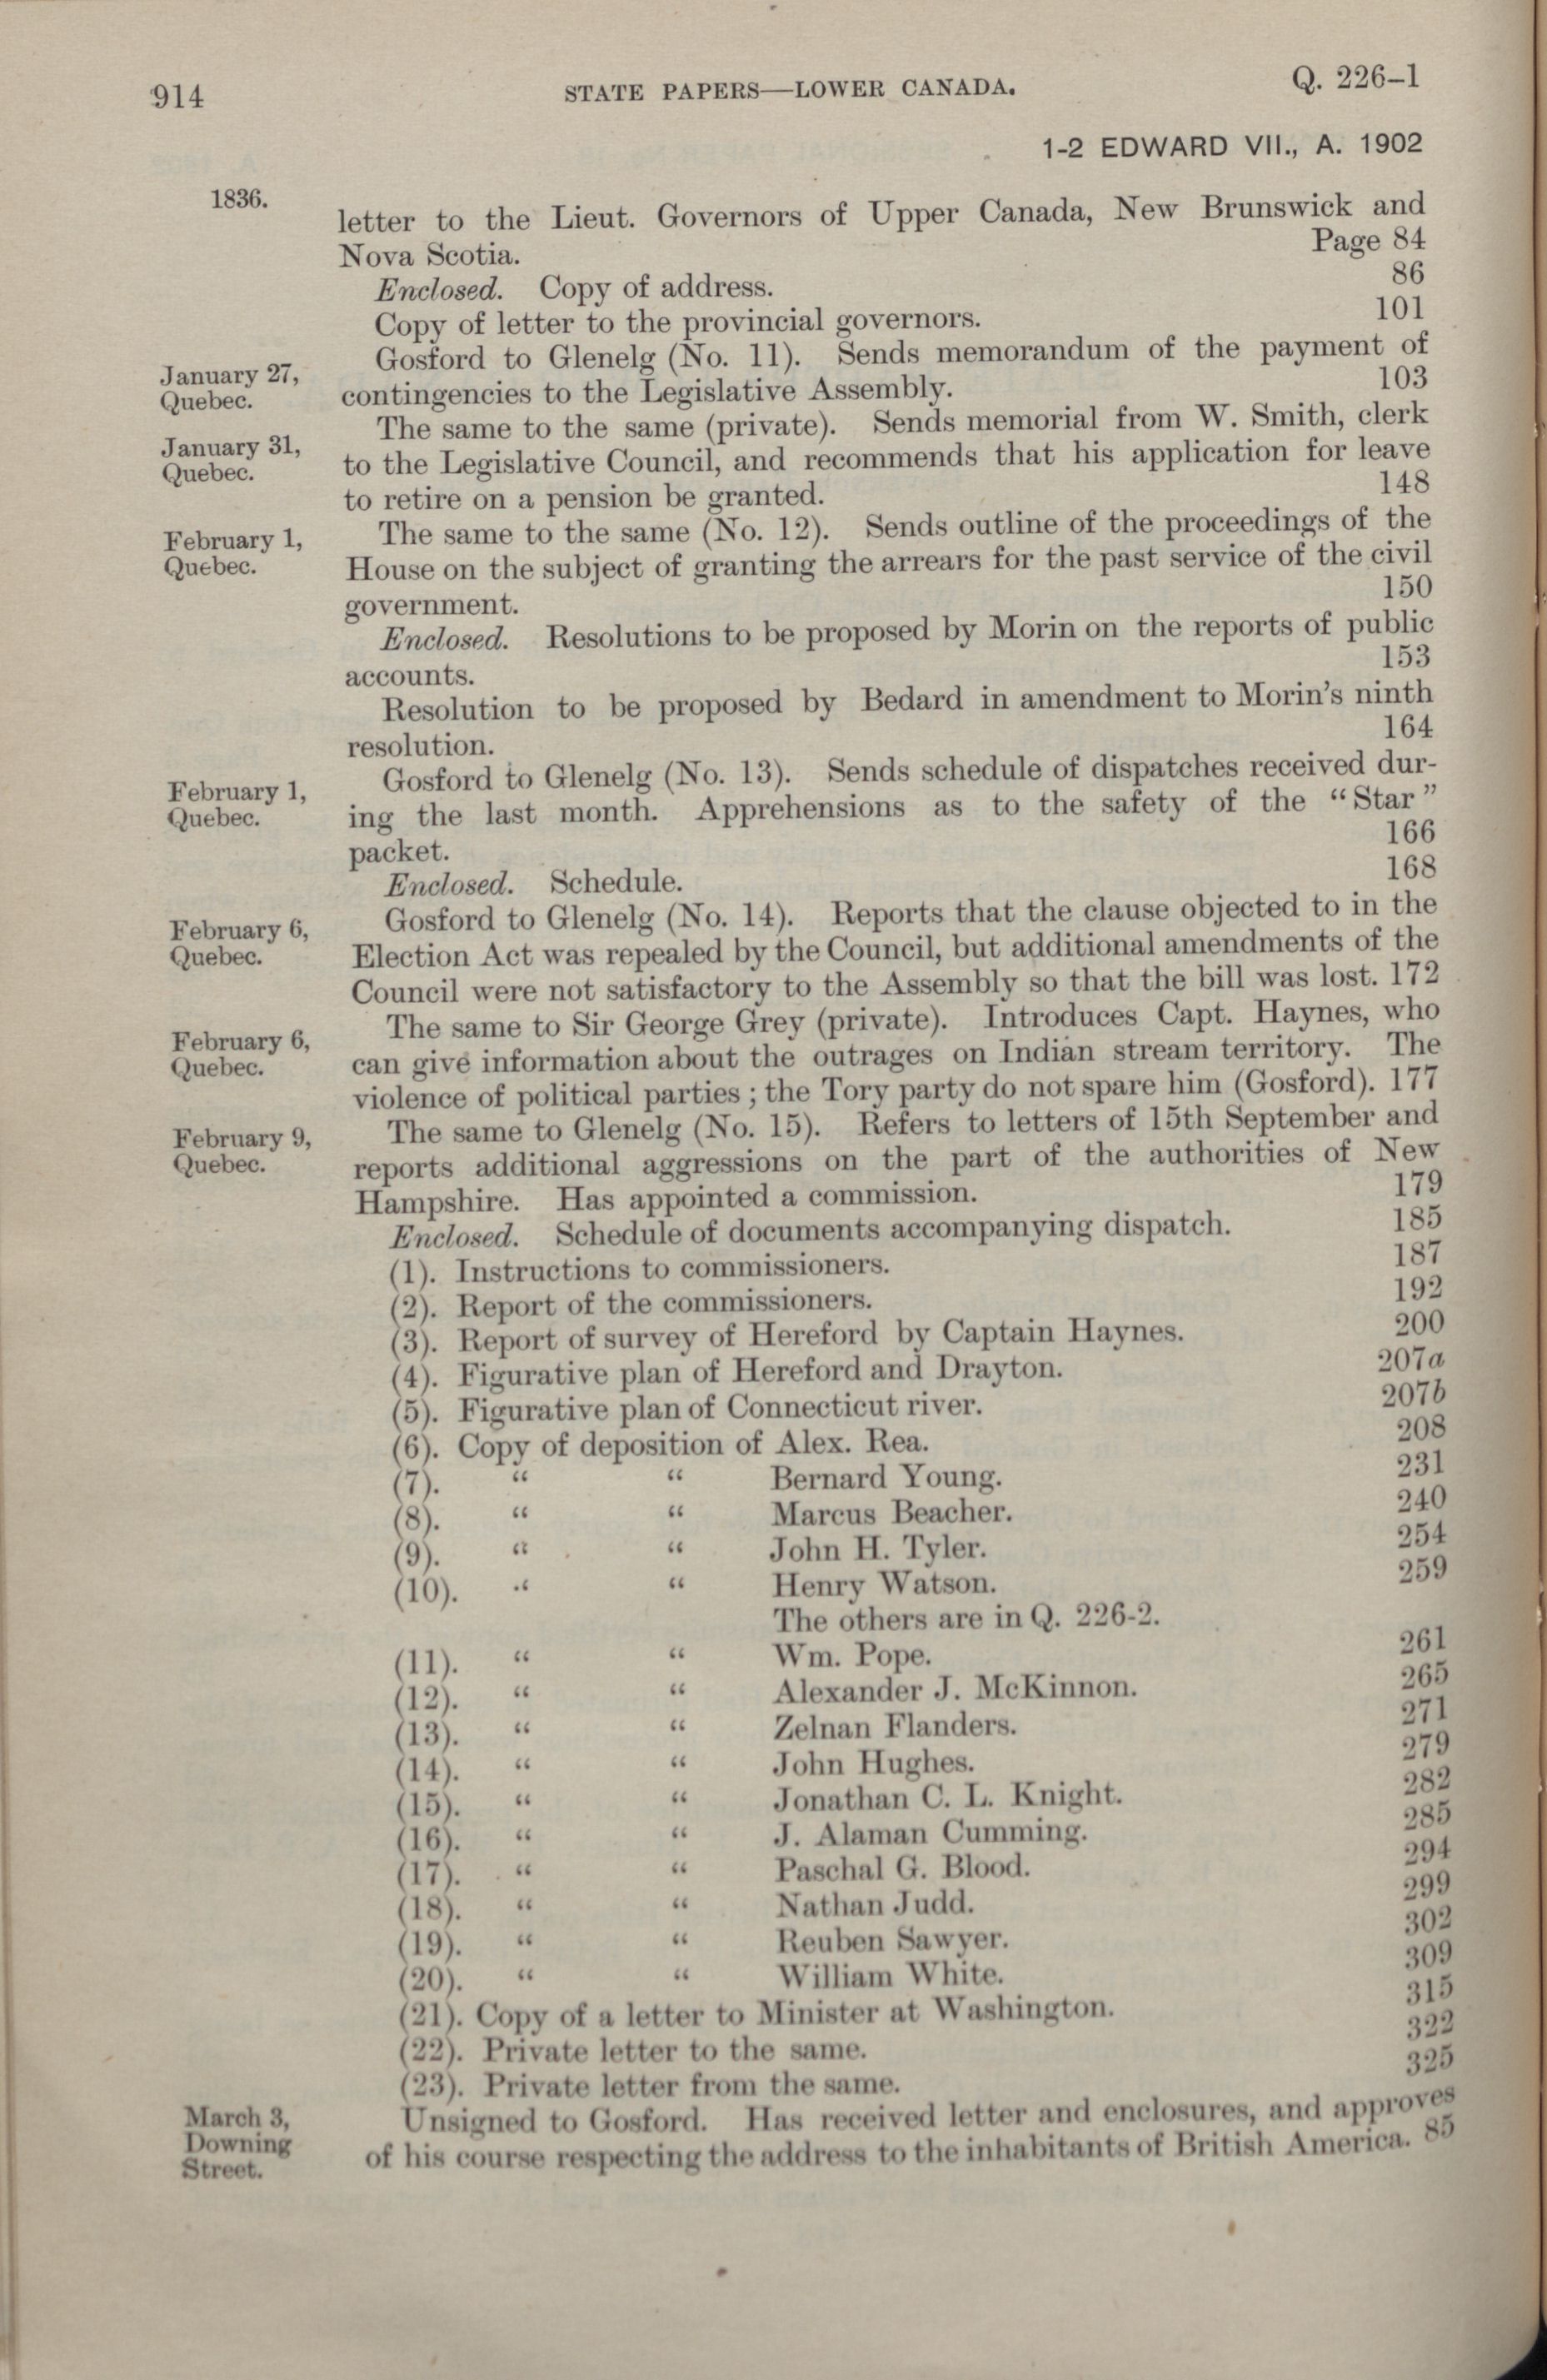 914
STATE PAPERS—LOWER CANADA.
Q. 226-1
1-2 EDWARD VII., A. 1902
1836.
letter to the Lieut. Governors of Upper Canada, New Brunswick and
Nova Scotia. Page 84
Enclosed. Copy of address. 86
Copy of letter to the provincial governors. 101
January 27,
Quebec.
Gosford to Glenelg (No. 11). Sends memorandum of the payment of
contingencies to the Legislative Assembly. 103
January 31,
Quebec.
The same to the same (private). Sends memorial from W. Smith, clerk
to the Legislative Council, and recommends that his application for leave
to retire on a pension be granted. 148
February 1,
Quebec.
The same to the same (No. 12). Sends outline of the proceedings of the
House on the subject of granting the arrears for the past service of the civil
government. 150
Enclosed. Resolutions to be proposed by Morin on the reports of public
accounts. 153
Resolution to be proposed by Bedard in amendment to Morin's ninth
resolution. 164
February 1,
Quebec.
Gosford to Glenelg (No. 13). Sends schedule of dispatches received dur-
ing the last month. Apprehensions as to the safety of the "Star"
packet. 166
Enclosed. Schedule. 168
February 6,
Quebec.
Gosford to Glenelg (No. 14). Reports that the clause objected to in the
Election Act was repealed by the Council, but additional amendments of the
Council were not satisfactory to the Assembly so that the bill was lost. 172
February 6,
Quebec.
The same to Sir George Grey (private). Introduces Capt. Haynes, who
can give information about the outrages on Indian stream territory. The
violence of political parties ; the Tory party do not spare him (Gosford). 177
February 9,
Quebec.
The same to Glenelg (No. 15). Refers to letters of 15th September and
reports additional aggressions on the part of the authorities of New
Hampshire. Has appointed a commission. 179
Enclosed. Schedule of documents accompanying dispatch. 185
(1). Instructions to commissioners. 187
(2). Report of the commissioners. 192
(3). Report of survey of Hereford by Captain Haynes. 200
(4). Figurative plan of Hereford and Drayton. 207a
(5). Figurative plan of Connecticut river. 207b
(6). Copy of deposition of Alex. Rea. 208
(7). " " Bernard Young. 231
(8). " " Marcus Beacher. 240
(9). " " John H. Tyler. 254
(10). " " Henry Watson. 259
The others are in Q. 226-2.
(11). " " Wm. Pope. 261
(12). " " Alexander J. McKinnon. 265
(13). " " Zelnan Flanders. 271
(14). " " John Hughes. 279
(15). " " Jonathan C. L. Knight. 282
(16). " " J. Alaman Cumming. 285
(17). " " Paschal G. Blood. 294
(18). " " Nathan Judd. 299
(19). " " Reuben Sawyer. 302
(20). " " William White. 309
(21). Copy of a letter to Minister at Washington. 315
(22). Private letter to the same. 322
(23). Private letter from the same. 325
March 3,
Downing
Street.
Unsigned to Gosford. Has received letter and enclosures, and approves
of his course respecting the address to the inhabitants of British America. 85